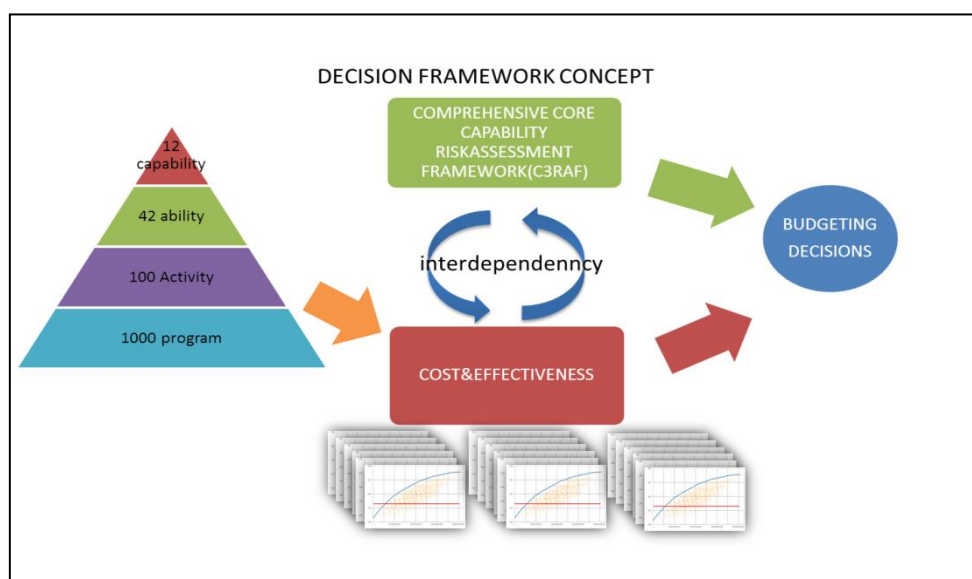 DECISION FRAMEWORK CONCEPT
COMPREHENSIVE CORE
CAPABILITY
RISKASSESSMENT
FRAMEWORK(C3RAF)
12
capability
42 ability
100 Activity
1000 program
interdependenncy
COST&EFFECTIVENESS
BUDGETING
DECISIONS